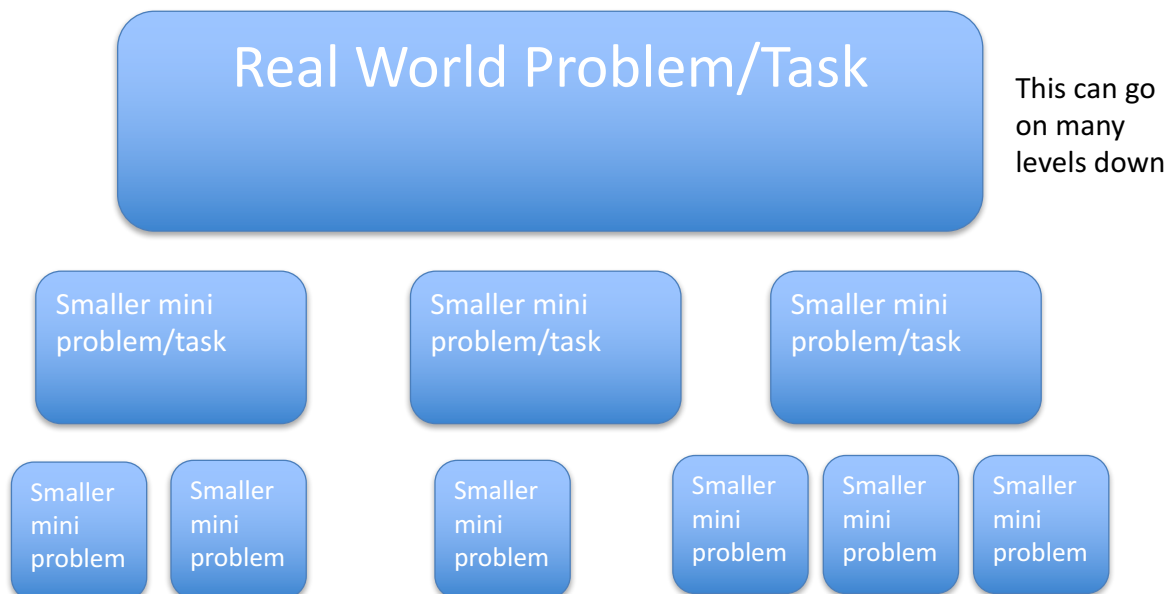 Real World Problem/Task
This can go
on many
levels down
Smaller mini
problem/task
Smaller mini
problem/task
Smaller mini
problem/task
Smaller
mini
problem
Smaller
mini
problem
Smaller
mini
problem
Smaller
mini
problem
Smaller
mini
problem
Smaller
mini
problem